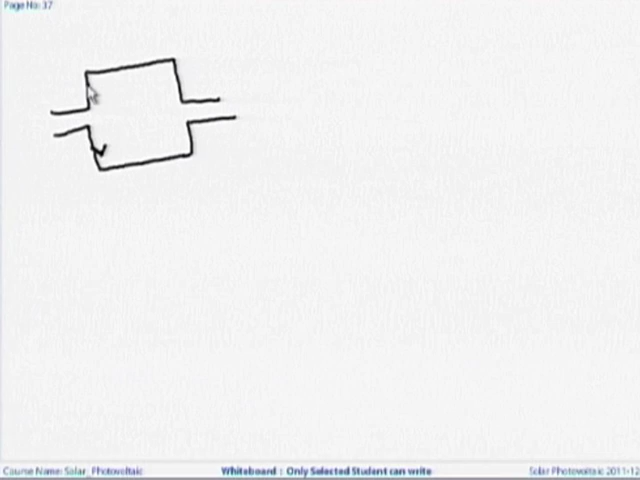 Page No: 37
Course Name: Solar_Photovoltaic
Whiteboard : Only Selected Student can write
Solar Photovoltaic 2011-12